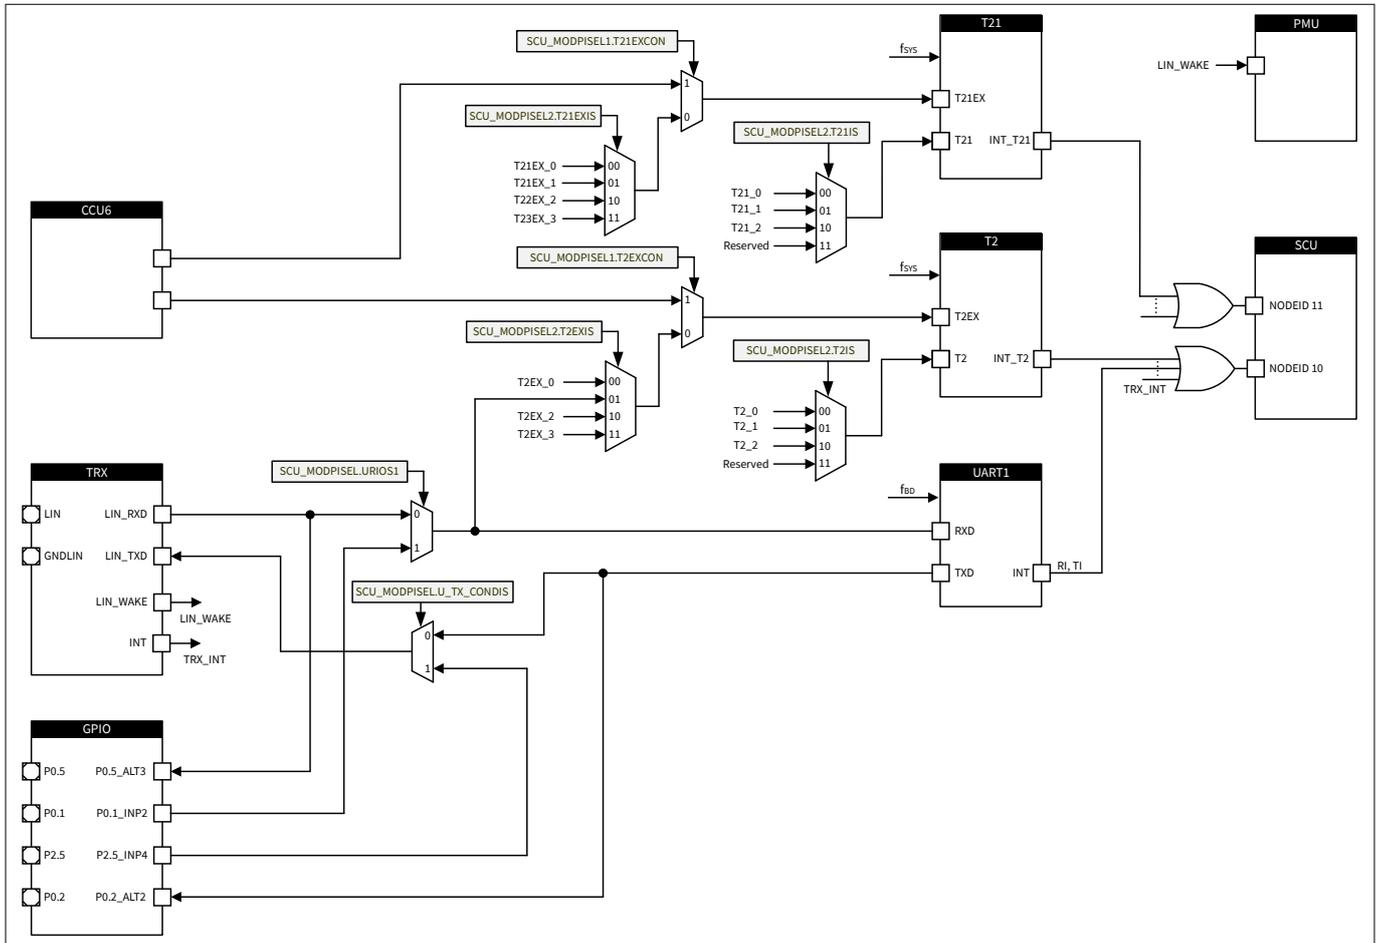 T21
PMU
SCU_MODPISEL1.T21EXCON
fSYS
LIN_WAKE
1
T21EX
SCU_MODPISEL2.T21EXIS
0
SCU_MODPISEL2.T21IS
T21
INT_T21
T21EX_0
00
T21EX_1
01
T22EX_2
10
T23EX_3
11
T21_0
00
T21_1
01
T21_2
10
Reserved
11
CCU6
T2
SCU
SCU_MODPISEL1.T2EXCON
fSYS
1
T2EX
NODEID 11
SCU_MODPISEL2.T2EXIS
0
SCU_MODPISEL2.T2IS
T2
INT_T2
NODEID 10
TRX_INT
T2EX_0
00
01
T2EX_2
10
T2EX_3
11
T2_0
00
T2_1
01
T2_2
10
Reserved
11
TRX
SCU_MODPISEL.URIOS1
UART1
fBD
LIN
LIN_RXD
0
RXD
GNDLIN
LIN_TXD
1
TXD
INT
RI, TI
SCU_MODPISEL.U_TX_CONDIS
LIN_WAKE
LIN_WAKE
0
INT
TRX_INT
1
GPIO
P0.5
P0.5_ALT3
P0.1
P0.1_INP2
P2.5
P2.5_INP4
P0.2
P0.2_ALT2